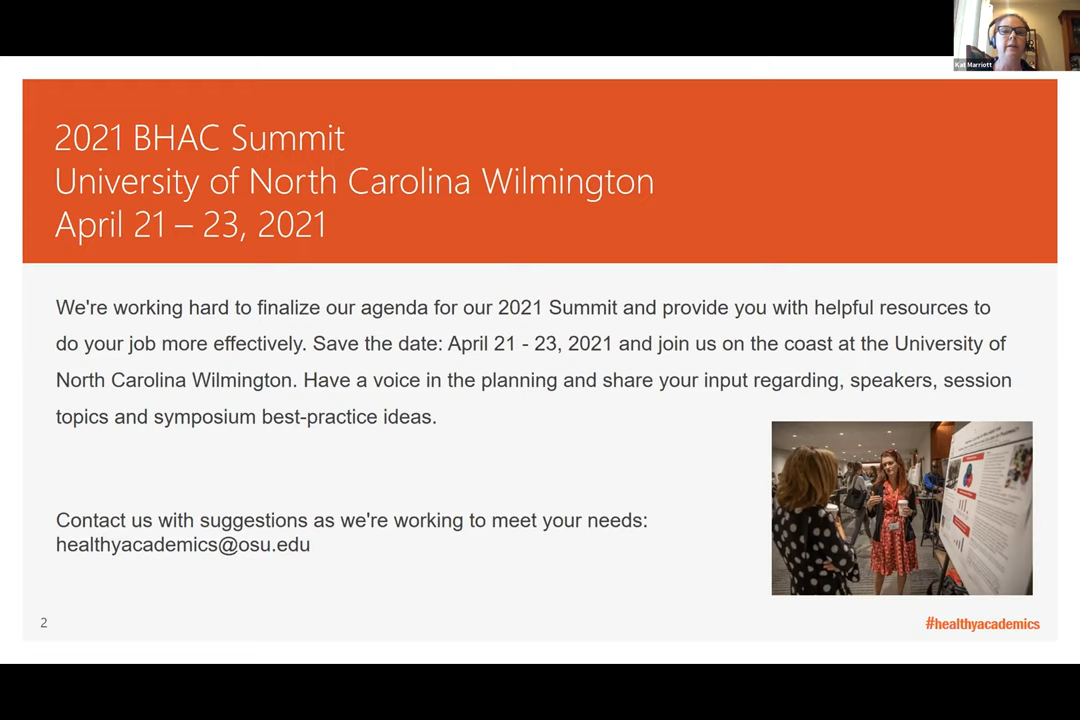 Kat Marriott
2021 BHAC Summit
University of North Carolina Wilmington
April 21 – 23, 2021
We're working hard to finalize our agenda for our 2021 Summit and provide you with helpful resources to
do your job more effectively. Save the date: April 21 - 23, 2021 and join us on the coast at the University of
North Carolina Wilmington. Have a voice in the planning and share your input regarding, speakers, session
topics and symposium best-practice ideas.
Contact us with suggestions as we're working to meet your needs:
healthyacademics@osu.edu
2
#healthyacademics